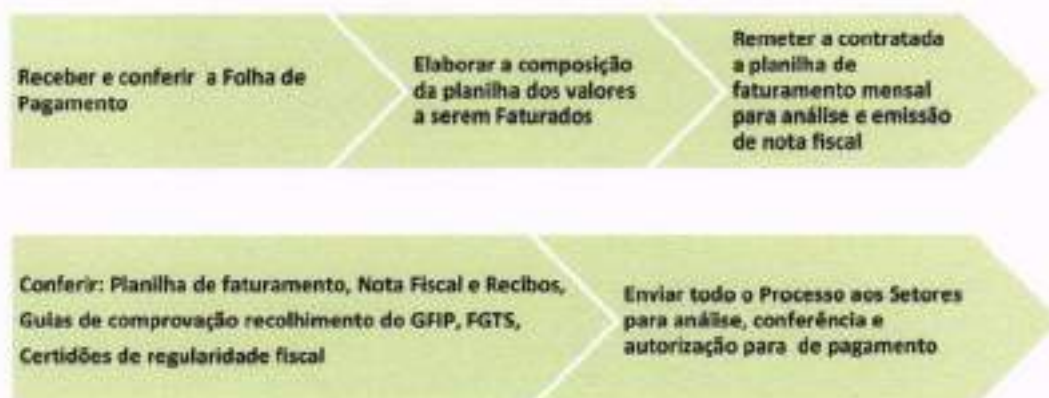 Receber e conferir a Folha de
Pagamento
Elaborar a composição
da planilha dos valores
a serem Faturados
Remeter a contratada
a planilha de
faturamento mensal
para análise e emissão
de nota fiscal
Conferir: Planilha de faturamento, Nota Fiscal e Recibos,
Guias de comprovação recolhimento do GFIP, FGTS,
Certidões de regularidade fiscal
Enviar todo o Processo aos Setores
para análise, conferência e
autorização para de pagamento